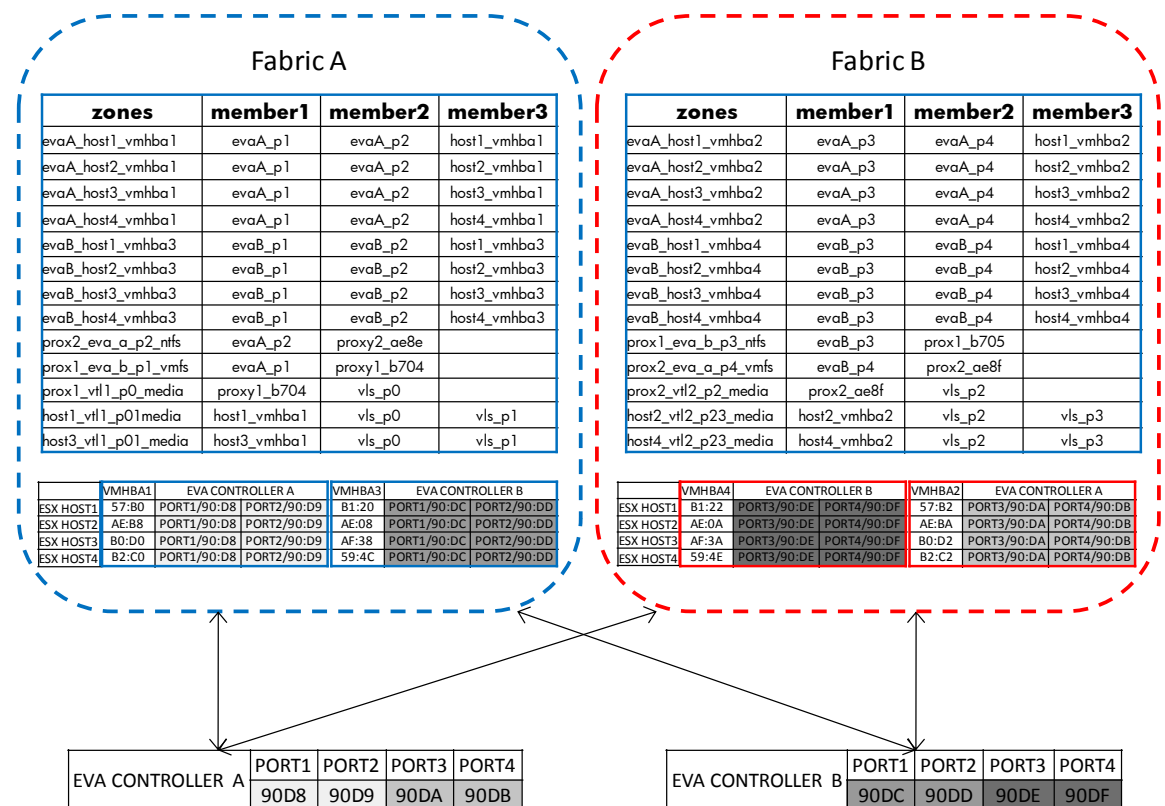 Fabric A
zones member1 member2 member3
evaA_host1_vmhba1 evaA_p1 evaA_p2 host1_vmhba1
evaA_host2_vmhba1 evaA_p1 evaA_p2 host2_vmhba1
evaA_host3_vmhba1 evaA_p1 evaA_p2 host3_vmhba1
evaA_host4_vmhba1 evaA_p1 evaA_p2 host4_vmhba1
evaB_host1_vmhba3 evaB_p1 evaB_p2 host1_vmhba3
evaB_host2_vmhba3 evaB_p1 evaB_p2 host2_vmhba3
evaB_host3_vmhba3 evaB_p1 evaB_p2 host3_vmhba3
evaB_host4_vmhba3 evaB_p1 evaB_p2 host4_vmhba3
prox2_eva_a_p2_ntfs evaA_p2 proxy2_ae8e
prox1_eva_b_p1_vmfs evaA_p1 proxy1_b704
prox1_vtl1_p0_media proxy1_b704 vls_p0
host1_vtl1_p01media host1_vmhba1 vls_p0 vls_p1
host3_vtl1_p01_media host3_vmhba1 vls_p0 vls_p1
VMHBA1 EVA CONTROLLER A VMHBA3 EVA CONTROLLER B
ESX HOST1 57:B0 PORT1/90:D8 PORT2/90:D9 B1:20 PORT1/90:DC PORT2/90:DD
ESX HOST2 AE:B8 PORT1/90:D8 PORT2/90:D9 AE:08 PORT1/90:DC PORT2/90:DD
ESX HOST3 B0:D0 PORT1/90:D8 PORT2/90:D9 AF:38 PORT1/90:DC PORT2/90:DD
ESX HOST4 B2:C0 PORT1/90:D8 PORT2/90:D9 59:4C PORT1/90:DC PORT2/90:DD
Fabric B
zones member1 member2 member3
evaA_host1_vmhba2 evaA_p3 evaA_p4 host1_vmhba2
evaA_host2_vmhba2 evaA_p3 evaA_p4 host2_vmhba2
evaA_host3_vmhba2 evaA_p3 evaA_p4 host3_vmhba2
evaA_host4_vmhba2 evaA_p3 evaA_p4 host4_vmhba2
evaB_host1_vmhba4 evaB_p3 evaB_p4 host1_vmhba4
evaB_host2_vmhba4 evaB_p3 evaB_p4 host2_vmhba4
evaB_host3_vmhba4 evaB_p3 evaB_p4 host3_vmhba4
evaB_host4_vmhba4 evaB_p3 evaB_p4 host4_vmhba4
prox1_eva_b_p3_ntfs evaB_p3 prox1_b705
prox2_eva_a_p4_vmfs evaB_p4 prox2_ae8f
prox2_vtl2_p2_media prox2_ae8f vls_p2
host2_vtl2_p23_media host2_vmhba2 vls_p2 vls_p3
host4_vtl2_p23_media host4_vmhba2 vls_p2 vls_p3
VMHBA4 EVA CONTROLLER B VMHBA2 EVA CONTROLLER A
ESX HOST1 B1:22 PORT3/90:DE PORT4/90:DF 57:B2 PORT3/90:DA PORT4/90:DB
ESX HOST2 AE:0A PORT3/90:DE PORT4/90:DF AE:BA PORT3/90:DA PORT4/90:DB
ESX HOST3 AF:3A PORT3/90:DE PORT4/90:DF B0:D2 PORT3/90:DA PORT4/90:DB
ESX HOST4 59:4E PORT3/90:DE PORT4/90:DF B2:C2 PORT3/90:DA PORT4/90:DB
EVA CONTROLLER A PORT1 PORT2 PORT3 PORT4
90D8 90D9 90DA 90DB
EVA CONTROLLER B PORT1 PORT2 PORT3 PORT4
90DC 90DD 90DE 90DF